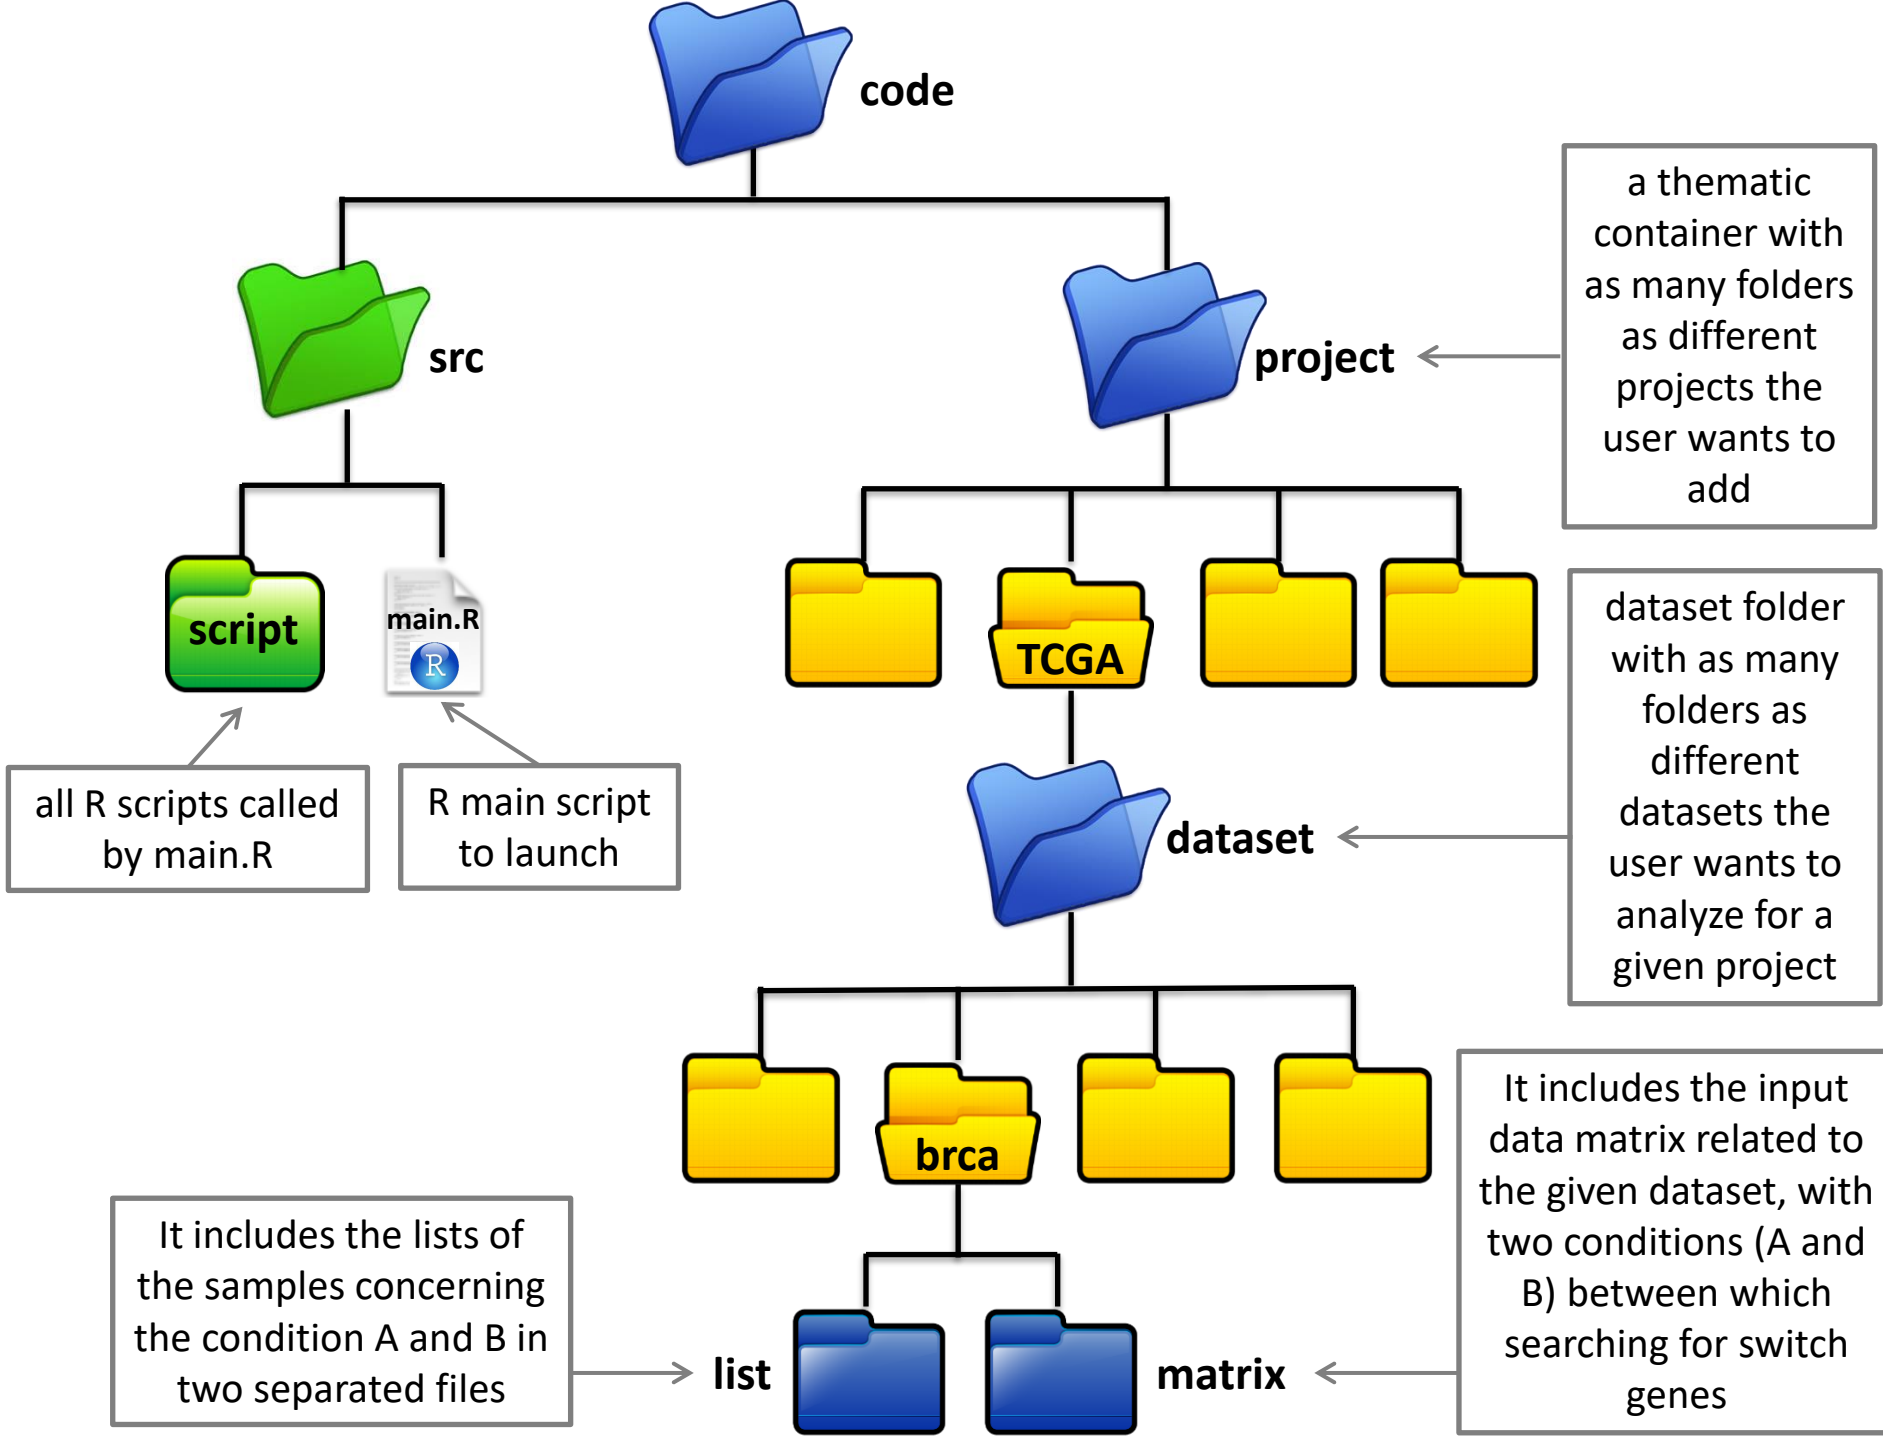 code
a thematic
container with
as many folders
as different
projects the
user wants to
add
src
project
script
main.R
R
TCGA
all R scripts called
by main.R
R main script
to launch
dataset folder
with as many
folders as
different
datasets the
user wants to
analyze for a
given project
dataset
brca
It includes the lists of
the samples concerning
the condition A and B in
two separated files
list
matrix
It includes the input
data matrix related to
the given dataset, with
two conditions (A and
B) between which
searching for switch
genes